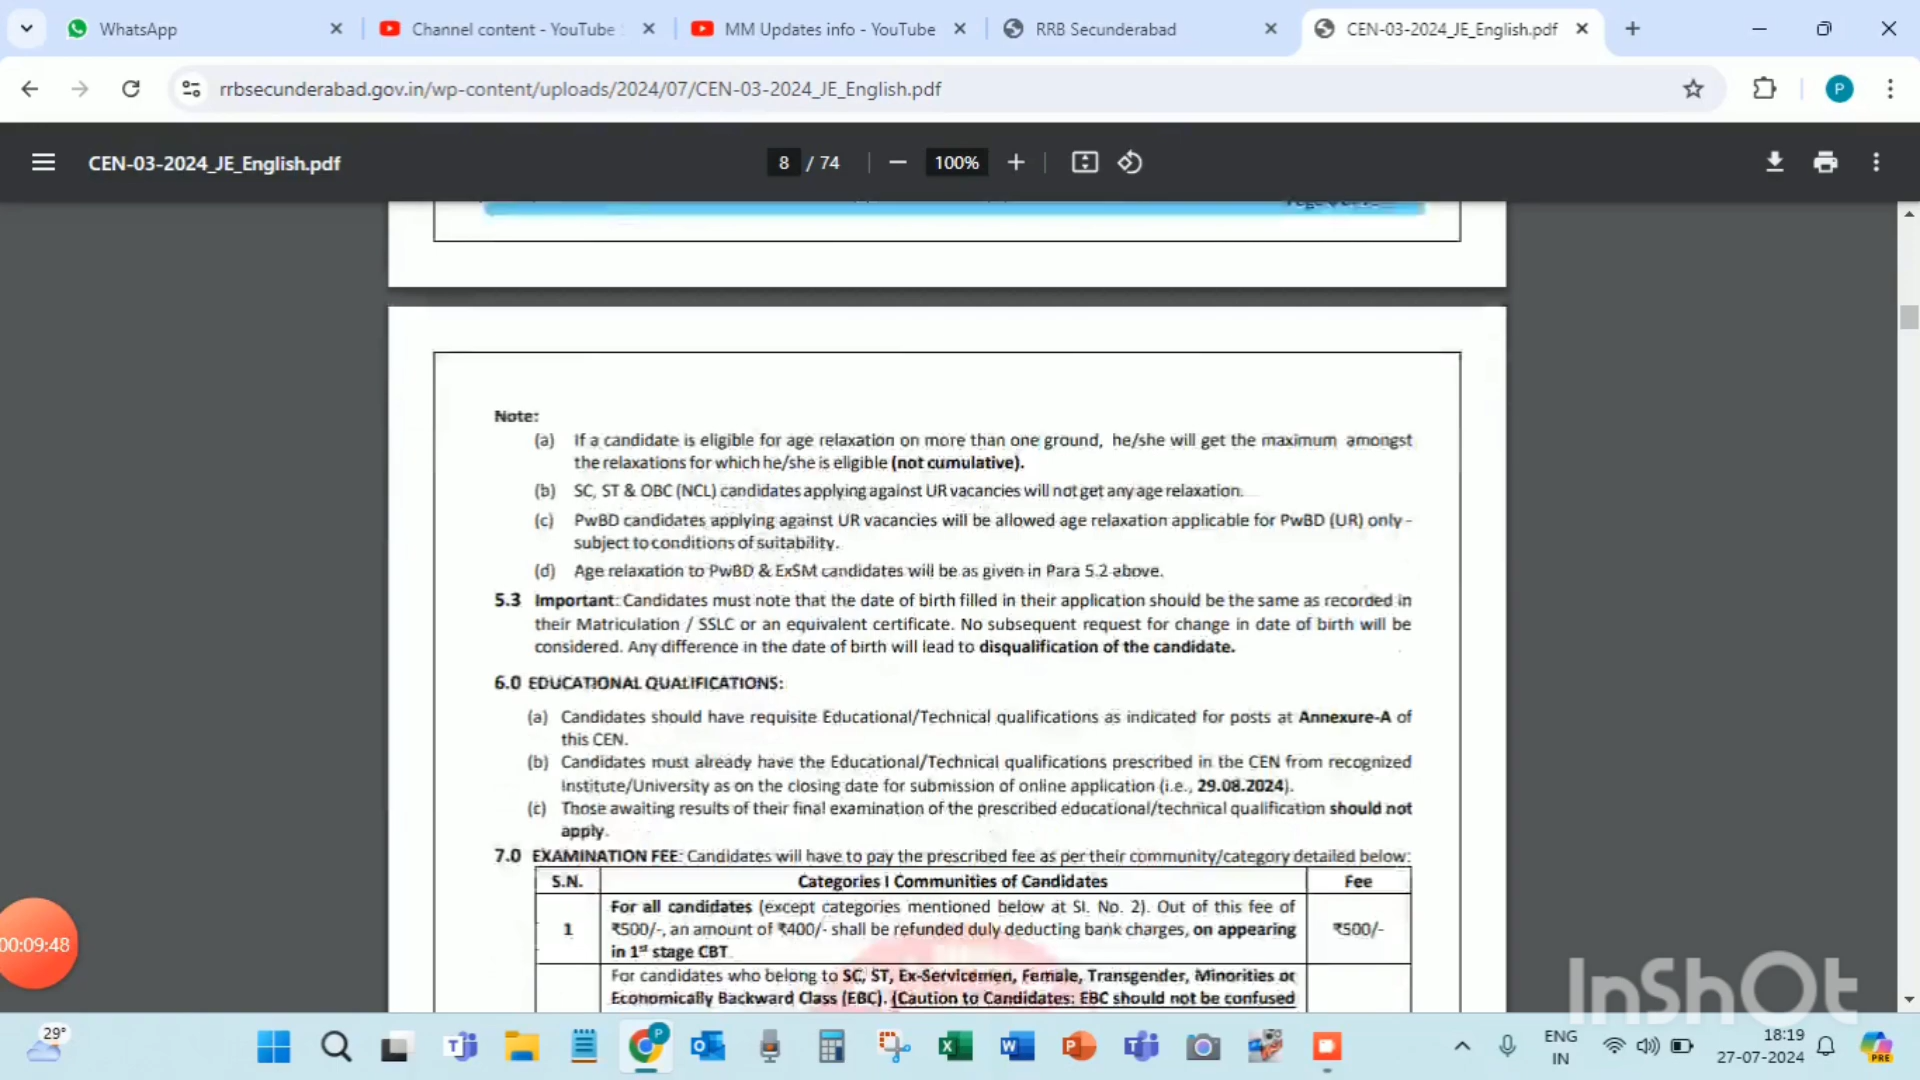 WhatsApp
Channel content - YouTube
MM Updates info - YouTube
RRB Secunderabad
CEN-03-2024_JE_English.pdf
rrbsecunderabad.gov.in/wp-content/uploads/2024/07/CEN-03-2024_JE_English.pdf
P
CEN-03-2024_JE_English.pdf
8 / 74
100%
Note:
(a) If a candidate is eligible for age relaxation on more than one ground, he/she will get the maximum amongst
the relaxations for which he/she is eligible (not cumulative).
(b) SC, ST & OBC (NCL) candidates applying against UR vacancies will not get any age relaxation.
(c) PwBD candidates applying against UR vacancies will be allowed age relaxation applicable for PwBD (UR) only -
subject to conditions of suitability.
(d) Age relaxation to PwBD & ExSM candidates will be as given in Para 5.2 above.
5.3 Important: Candidates must note that the date of birth filled in their application should be the same as recorded in
their Matriculation / SSLC or an equivalent certificate. No subsequent request for change in date of birth will be
considered. Any difference in the date of birth will lead to disqualification of the candidate.
6.0 EDUCATIONAL QUALIFICATIONS:
(a) Candidates should have requisite Educational/Technical qualifications as indicated for posts at Annexure-A of
this CEN.
(b) Candidates must already have the Educational/Technical qualifications prescribed in the CEN from recognized
Institute/University as on the closing date for submission of online application (i.e., 29.08.2024).
(c) Those awaiting results of their final examination of the prescribed educational/technical qualification should not
apply.
7.0 EXAMINATION FEE: Candidates will have to pay the prescribed fee as per their community/category detailed below:
S.N. Categories I Communities of Candidates Fee
For all candidates (except categories mentioned below at Sl. No. 2). Out of this fee of
1 ₹500/-, an amount of ₹400/- shall be refunded duly deducting bank charges, on appearing ₹500/-
in 1st stage CBT
For candidates who belong to SC, ST, Ex-Servicemen, Female, Transgender, Minorities or
Economically Backward Class (EBC). (Caution to Candidates: EBC should not be confused
00:09:48
InShOt
29°
ENG
IN
18:19
27-07-2024
PRE